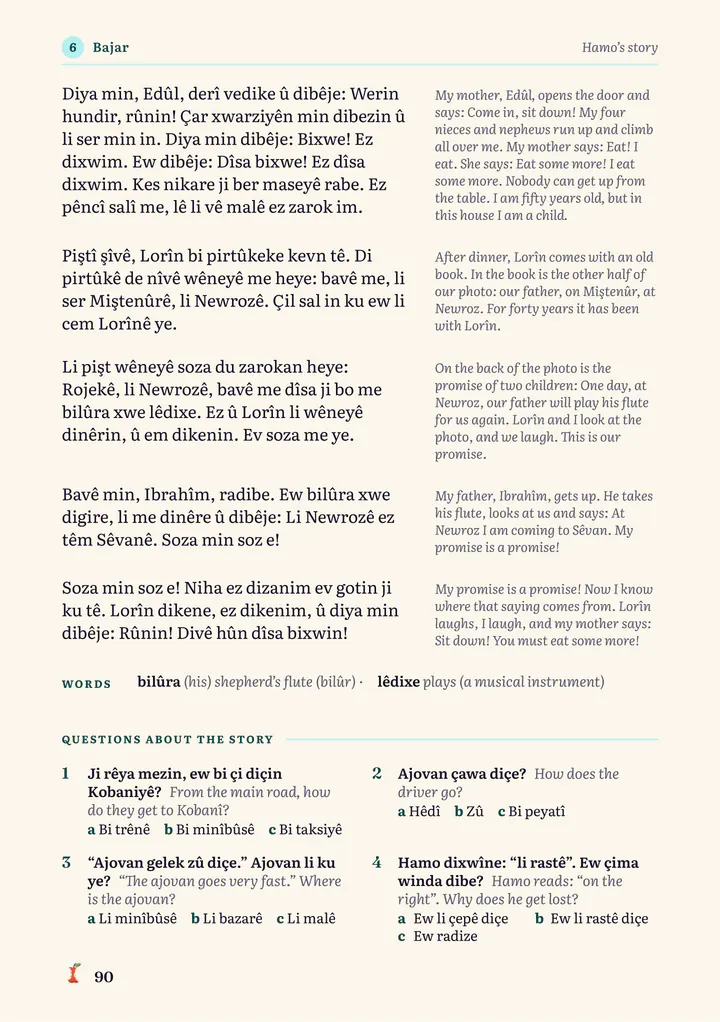 6 Bajar
Hamo's story
Diya min, Edûl, derî vedike û dibêje: Werin
hundir, rûnin! Çar xwarziyên min dibezin û
li ser min in. Diya min dibêje: Bixwe! Ez
dixwim. Ew dibêje: Dîsa bixwe! Ez dîsa
dixwim. Kes nikare ji ber maseyê rabe. Ez
pêncî salî me, lê li vê malê ez zarok im.
My mother, Edûl, opens the door and
says: Come in, sit down! My four
nieces and nephews run up and climb
all over me. My mother says: Eat! I
eat. She says: Eat some more! I eat
some more. Nobody can get up from
the table. I am fifty years old, but in
this house I am a child.
Piştî şîvê, Lorîn bi pirtûkeke kevn tê. Di
pirtûkê de nîvê wêneyê me heye: bavê me, li
ser Miştenûrê, li Newrozê. Çil sal in ku ew li
cem Lorînê ye.
After dinner, Lorîn comes with an old
book. In the book is the other half of
our photo: our father, on Miştenûr, at
Newroz. For forty years it has been
with Lorîn.
Li pişt wêneyê soza du zarokan heye:
Rojekê, li Newrozê, bavê me dîsa ji bo me
bilûra xwe lêdixe. Ez û Lorîn li wêneyê
dinêrin, û em dikenin. Ev soza me ye.
On the back of the photo is the
promise of two children: One day, at
Newroz, our father will play his flute
for us again. Lorîn and I look at the
photo, and we laugh. This is our
promise.
Bavê min, Ibrahîm, radibe. Ew bilûra xwe
digire, li me dinêre û dibêje: Li Newrozê ez
têm Sêvanê. Soza min soz e!
My father, Ibrahîm, gets up. He takes
his flute, looks at us and says: At
Newroz I am coming to Sêvan. My
promise is a promise!
Soza min soz e! Niha ez dizanim ev gotin ji
ku tê. Lorîn dikene, ez dikenim, û diya min
dibêje: Rûnin! Divê hûn dîsa bixwin!
My promise is a promise! Now I know
where that saying comes from. Lorîn
laughs, I laugh, and my mother says:
Sit down! You must eat some more!
WORDS bilûra (his) shepherd's flute (bilûr) · lêdixe plays (a musical instrument)
QUESTIONS ABOUT THE STORY
1 Ji rêya mezin, ew bi çi diçin
Kobaniyê? From the main road, how
do they get to Kobanî?
a Bi trênê b Bi minîbûsê c Bi taksiyê
2 Ajovan çawa diçe? How does the
driver go?
a Hêdî b Zû c Bi peyatî
3 “Ajovan gelek zû diçe.” Ajovan li ku
ye? “The ajovan goes very fast.” Where
is the ajovan?
a Li minîbûsê b Li bazarê c Li malê
4 Hamo dixwîne: “li rastê”. Ew çima
winda dibe? Hamo reads: “on the
right”. Why does he get lost?
a Ew li çepê diçe b Ew li rastê diçe
c Ew radize
90